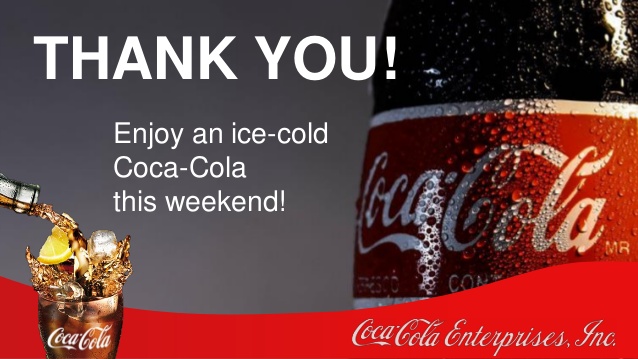 THANK YOU!
Enjoy an ice-cold
Coca-Cola
this weekend!
Coca-Cola
MR
Coca-Cola
Coca-Cola Enterprises, Inc.